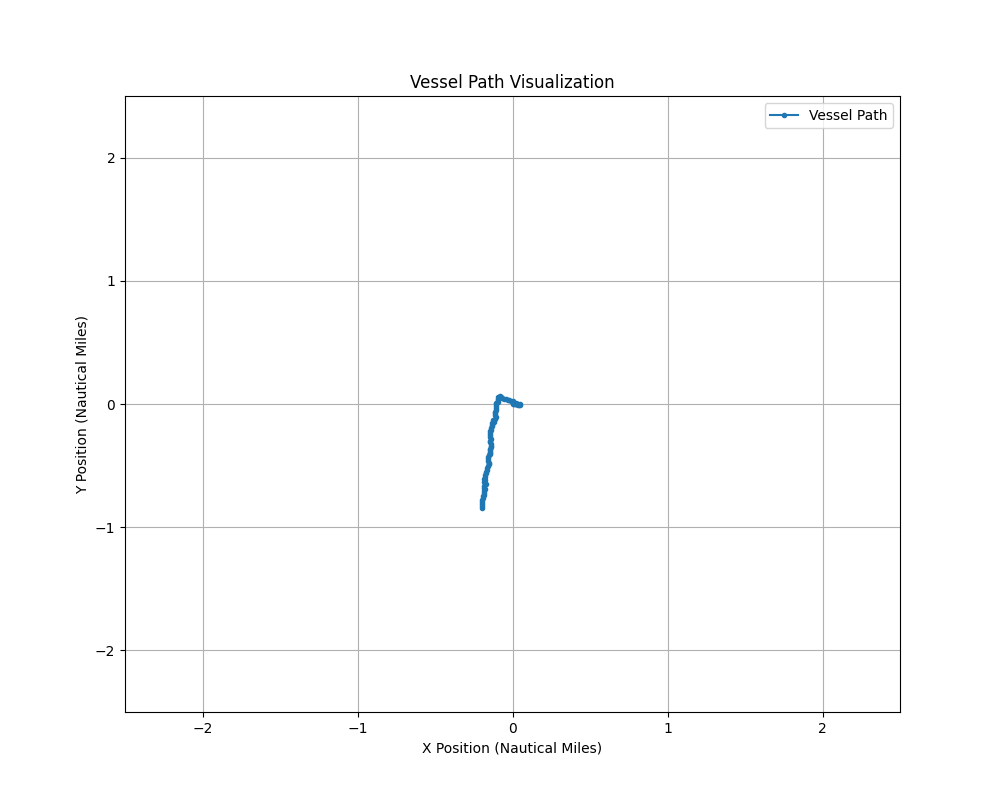 Vessel Path Visualization
Vessel Path
Y Position (Nautical Miles)
2
1
0
−1
−2
−2
−1
0
1
2
X Position (Nautical Miles)